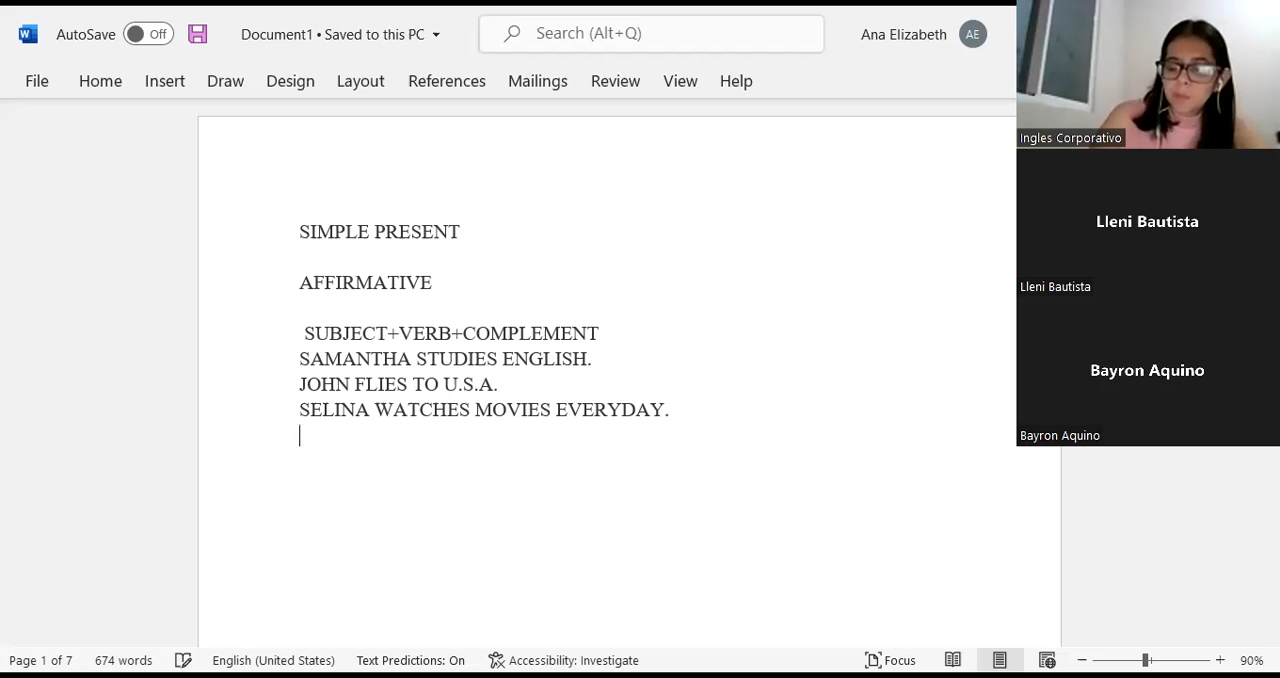 AutoSave Off Document1 • Saved to this PC Search (Alt+Q) Ana Elizabeth AE
File Home Insert Draw Design Layout References Mailings Review View Help
Ingles Corporativo
Lleni Bautista
Lleni Bautista
Bayron Aquino
Bayron Aquino
SIMPLE PRESENT
AFFIRMATIVE
SUBJECT+VERB+COMPLEMENT
SAMANTHA STUDIES ENGLISH.
JOHN FLIES TO U.S.A.
SELINA WATCHES MOVIES EVERYDAY.
Page 1 of 7 674 words English (United States) Text Predictions: On Accessibility: Investigate Focus 90%